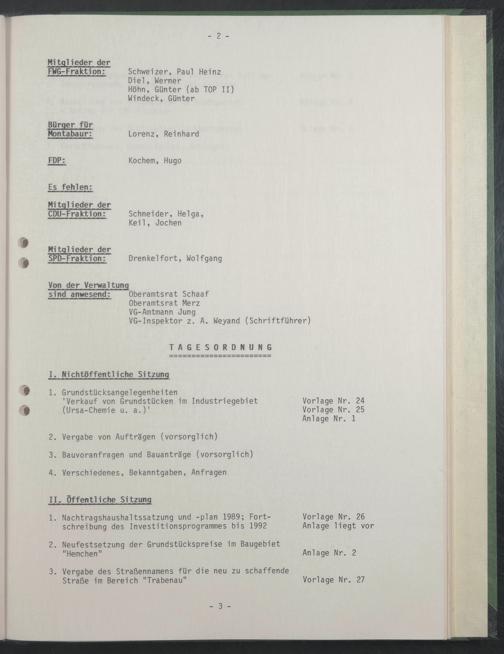 - 2 -
Mitglieder der
FWG-Fraktion: Schweizer, Paul Heinz
Diel, Werner
Höhn, Günter (ab TOP II)
Windeck, Günter
Bürger für
Montabaur: Lorenz, Reinhard
FDP: Kochem, Hugo
Es fehlen:
Mitglieder der
CDU-Fraktion: Schneider, Helga,
Keil, Jochen
Mitglieder der
SPD-Fraktion: Drenkelfort, Wolfgang
Von der Verwaltung
sind anwesend: Oberamtsrat Schaaf
Oberamtsrat Merz
VG-Amtmann Jung
VG-Inspektor z. A. Weyand (Schriftführer)
T A G E S O R D N U N G
I. Nichtöffentliche Sitzung
1. Grundstücksangelegenheiten
'Verkauf von Grundstücken im Industriegebiet Vorlage Nr. 24
(Ursa-Chemie u. a.)' Vorlage Nr. 25
Anlage Nr. 1
2. Vergabe von Aufträgen (vorsorglich)
3. Bauvoranfragen und Bauanträge (vorsorglich)
4. Verschiedenes, Bekanntgaben, Anfragen
II. Öffentliche Sitzung
1. Nachtragshaushaltssatzung und -plan 1989; Fort- Vorlage Nr. 26
schreibung des Investitionsprogrammes bis 1992 Anlage liegt vor
2. Neufestsetzung der Grundstückspreise im Baugebiet
"Hemchen" Anlage Nr. 2
3. Vergabe des Straßennamens für die neu zu schaffende
Straße im Bereich "Trabenau" Vorlage Nr. 27
- 3 -